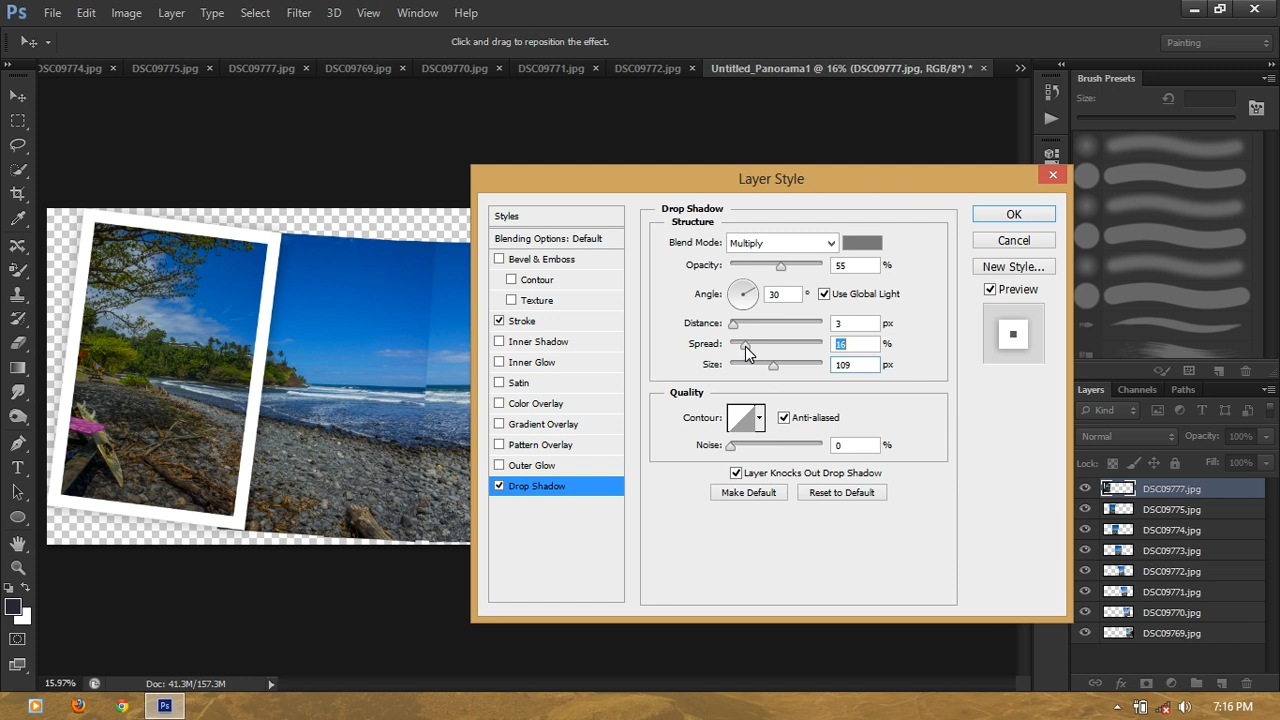 Ps File Edit Image Layer Type Select Filter 3D View Window Help
Click and drag to reposition the effect.
Painting
DSC09774.jpg × DSC09775.jpg × DSC09777.jpg × DSC09769.jpg × DSC09770.jpg × DSC09771.jpg × DSC09772.jpg × Untitled_Panorama1 @ 16% (DSC09777.jpg, RGB/8*) * ×
Brush Presets
Size:
Layer Style
Styles
Blending Options: Default
Bevel & Emboss
Contour
Texture
Stroke
Inner Shadow
Inner Glow
Satin
Color Overlay
Gradient Overlay
Pattern Overlay
Outer Glow
Drop Shadow
Drop Shadow
Structure
Blend Mode: Multiply
Opacity: 55 %
Angle: 30 ° Use Global Light
Distance: 3 px
Spread: 16 %
Size: 109 px
Quality
Contour: Anti-aliased
Noise: 0 %
Layer Knocks Out Drop Shadow
Make Default Reset to Default
OK
Cancel
New Style...
Preview
Layers Channels Paths
Kind
Normal Opacity: 100%
Lock: Fill: 100%
DSC09777.jpg
DSC09775.jpg
DSC09774.jpg
DSC09773.jpg
DSC09772.jpg
DSC09771.jpg
DSC09770.jpg
DSC09769.jpg
fx
T
15.97% Doc: 41.3M/157.3M
Ps
7:16 PM